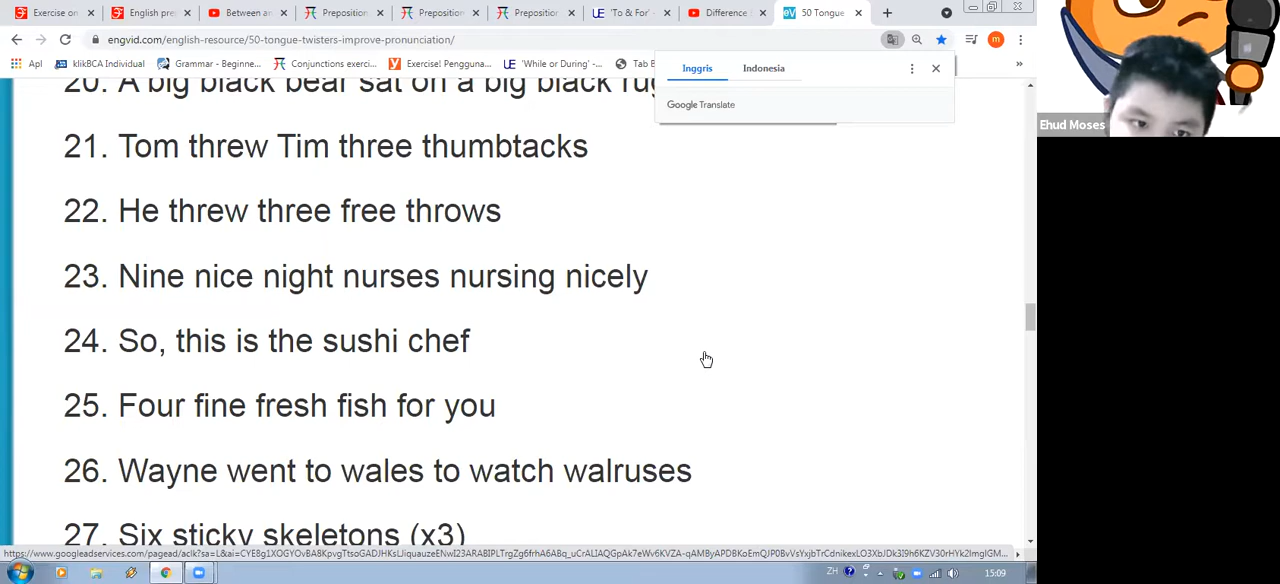 Exercise on
English pre
Between an
Preposition
Preposition
Preposition
'To & For'
Difference
50 Tongue
engvid.com/english-resource/50-tongue-twisters-improve-pronunciation/
Apl
klikBCA Individual
Grammar - Beginne...
Conjunctions exerci...
Exercise! Pengguna...
'While or During' -...
Tab B
Inggris
Indonesia
Google Translate
Ehud Moses
20. A big black bear sat on a big black rug
21. Tom threw Tim three thumbtacks
22. He threw three free throws
23. Nine nice night nurses nursing nicely
24. So, this is the sushi chef
25. Four fine fresh fish for you
26. Wayne went to wales to watch walruses
27. Six sticky skeletons (x3)
ZH
15:09